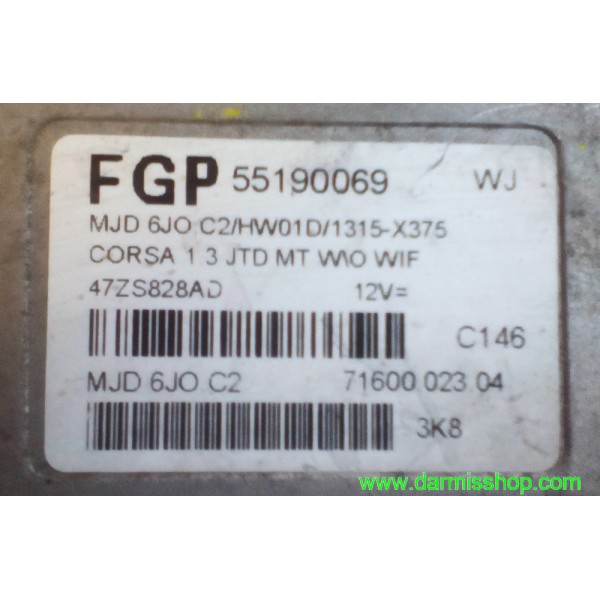 FGP 55190069 WJ
MJD 6JO C2/HW01D/1315-X375
CORSA 1.3 JTD MT W\O WIF
47ZS828AD 12V=
C146
MJD 6JO C2 71600 023 04
3K8
www.darmisshop.com